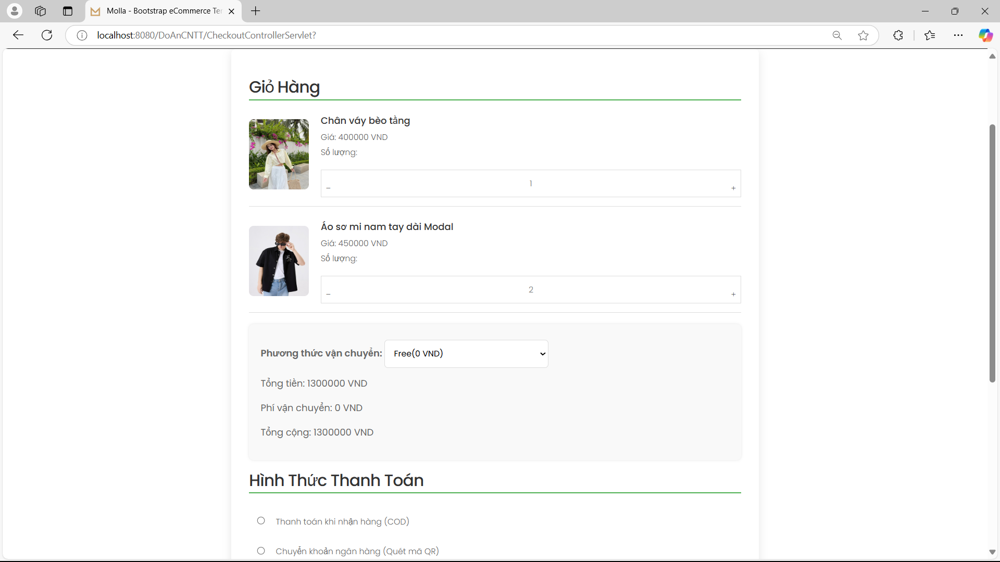 Molla - Bootstrap eCommerce Ter
localhost:8080/DoAnCNTT/CheckoutControllerServlet?
Giỏ Hàng
Chân váy bèo tầng
Giá: 400000 VND
Số lượng:
− 1 +
Áo sơ mi nam tay dài Modal
Giá: 450000 VND
Số lượng:
− 2 +
Phương thức vận chuyển: Free(0 VND)
Tổng tiền: 1300000 VND
Phí vận chuyển: 0 VND
Tổng cộng: 1300000 VND
Hình Thức Thanh Toán
Thanh toán khi nhận hàng (COD)
Chuyển khoản ngân hàng (Quét mã QR)